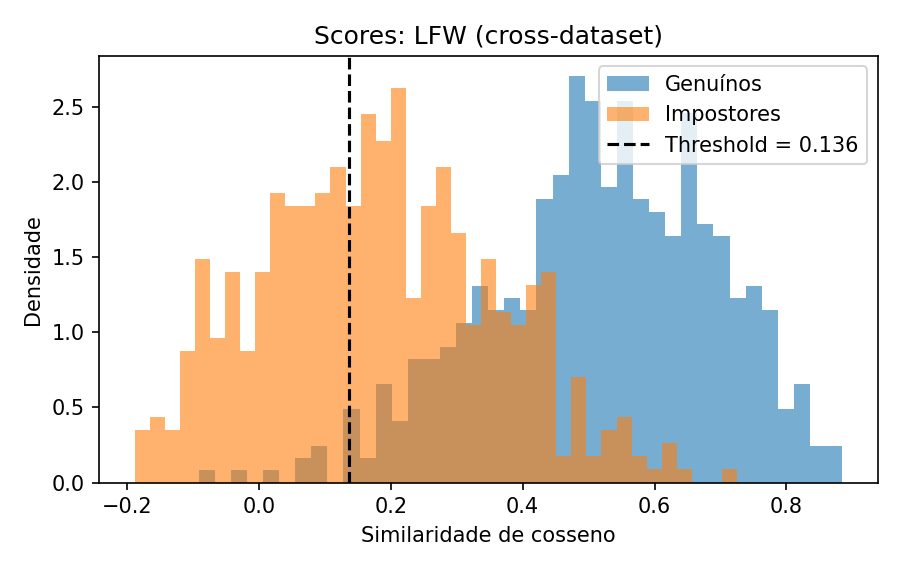 Scores: LFW (cross-dataset)
Genuínos
Impostores
Threshold = 0.136
Densidade
2.5
2.0
1.5
1.0
0.5
0.0
−0.2
0.0
0.2
0.4
0.6
0.8
Similaridade de cosseno